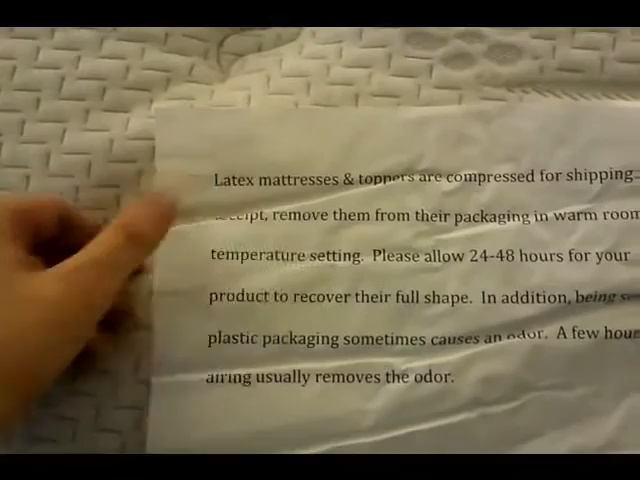 Latex mattresses & toppers are compressed for shipping.
receipt, remove them from their packaging in warm room
temperature setting. Please allow 24-48 hours for your
product to recover their full shape. In addition, being
plastic packaging sometimes causes an odor. A few hou
airing usually removes the odor.